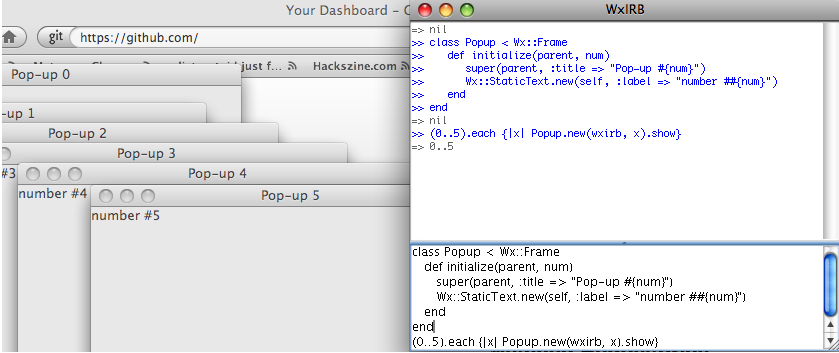 Your Dashboard -
git https://github.com/
just f...
Hackszine.com
Pop-up 0
-up 1
Pop-up 2
Pop-up 3
#3
Pop-up 4
number #4
Pop-up 5
number #5
WxIRB
=> nil
>> class Popup < Wx::Frame
>> def initialize(parent, num)
>> super(parent, :title => "Pop-up #{num}")
>> Wx::StaticText.new(self, :label => "number ##{num}")
>> end
>> end
=> nil
>> (0..5).each {|x| Popup.new(wxirb, x).show}
=> 0..5
class Popup < Wx::Frame
def initialize(parent, num)
super(parent, :title => "Pop-up #{num}")
Wx::StaticText.new(self, :label => "number ##{num}")
end
end
(0..5).each {|x| Popup.new(wxirb, x).show}